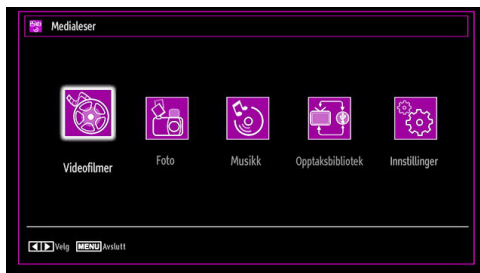 Medialeser
Videofilmer
Foto
Musikk
Opptaksbibliotek
Innstillinger
Velg MENU Avslutt